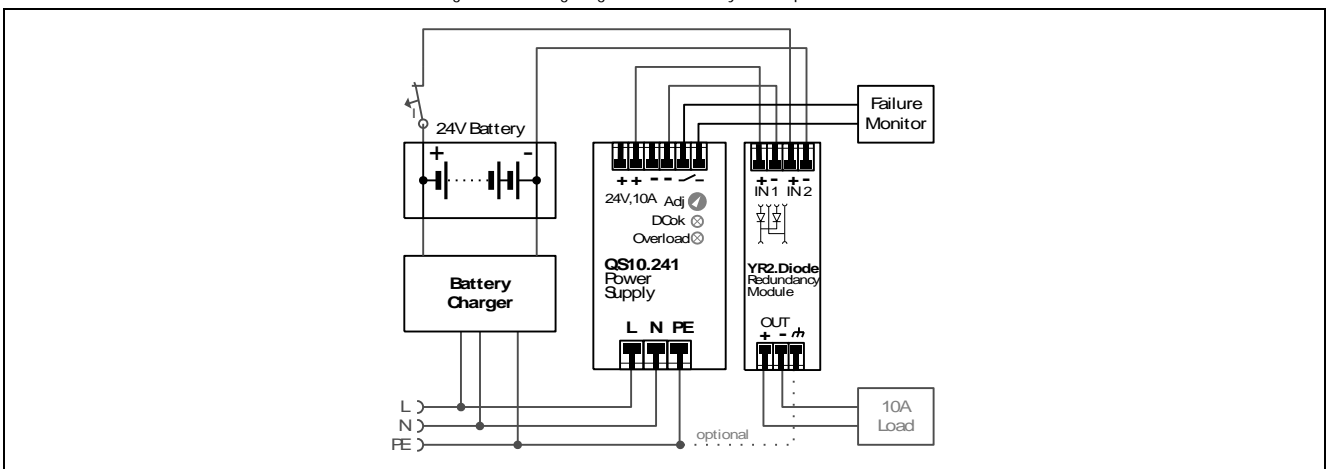 Failure
Monitor
24V Battery
+ -
+ + - - -
+ - + -
IN 1 IN 2
24V,10A Adj
DCok
Overload
QS10.241
Power
Supply
YR2.Diode
Redundancy
Module
Battery
Charger
L N PE
OUT
+ -
L
N
PE
optional
10A
Load
I